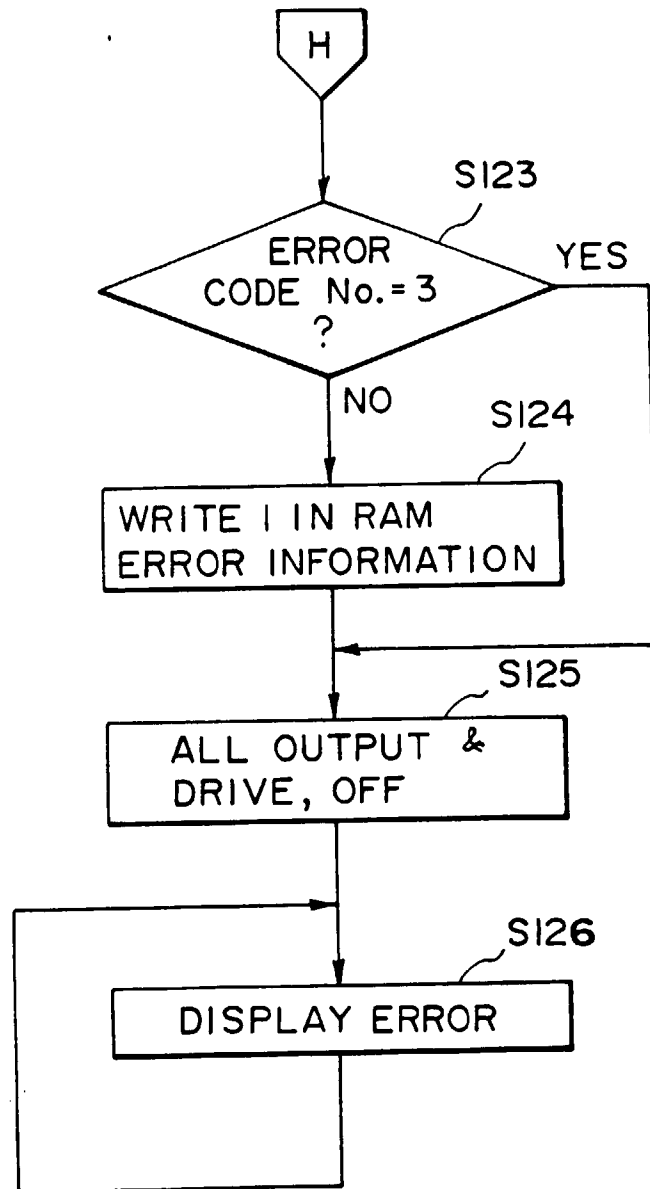 H
S123
ERROR
CODE No.=3
?
YES
NO
S124
WRITE 1 IN RAM
ERROR INFORMATION
S125
ALL OUTPUT &
DRIVE, OFF
S126
DISPLAY ERROR